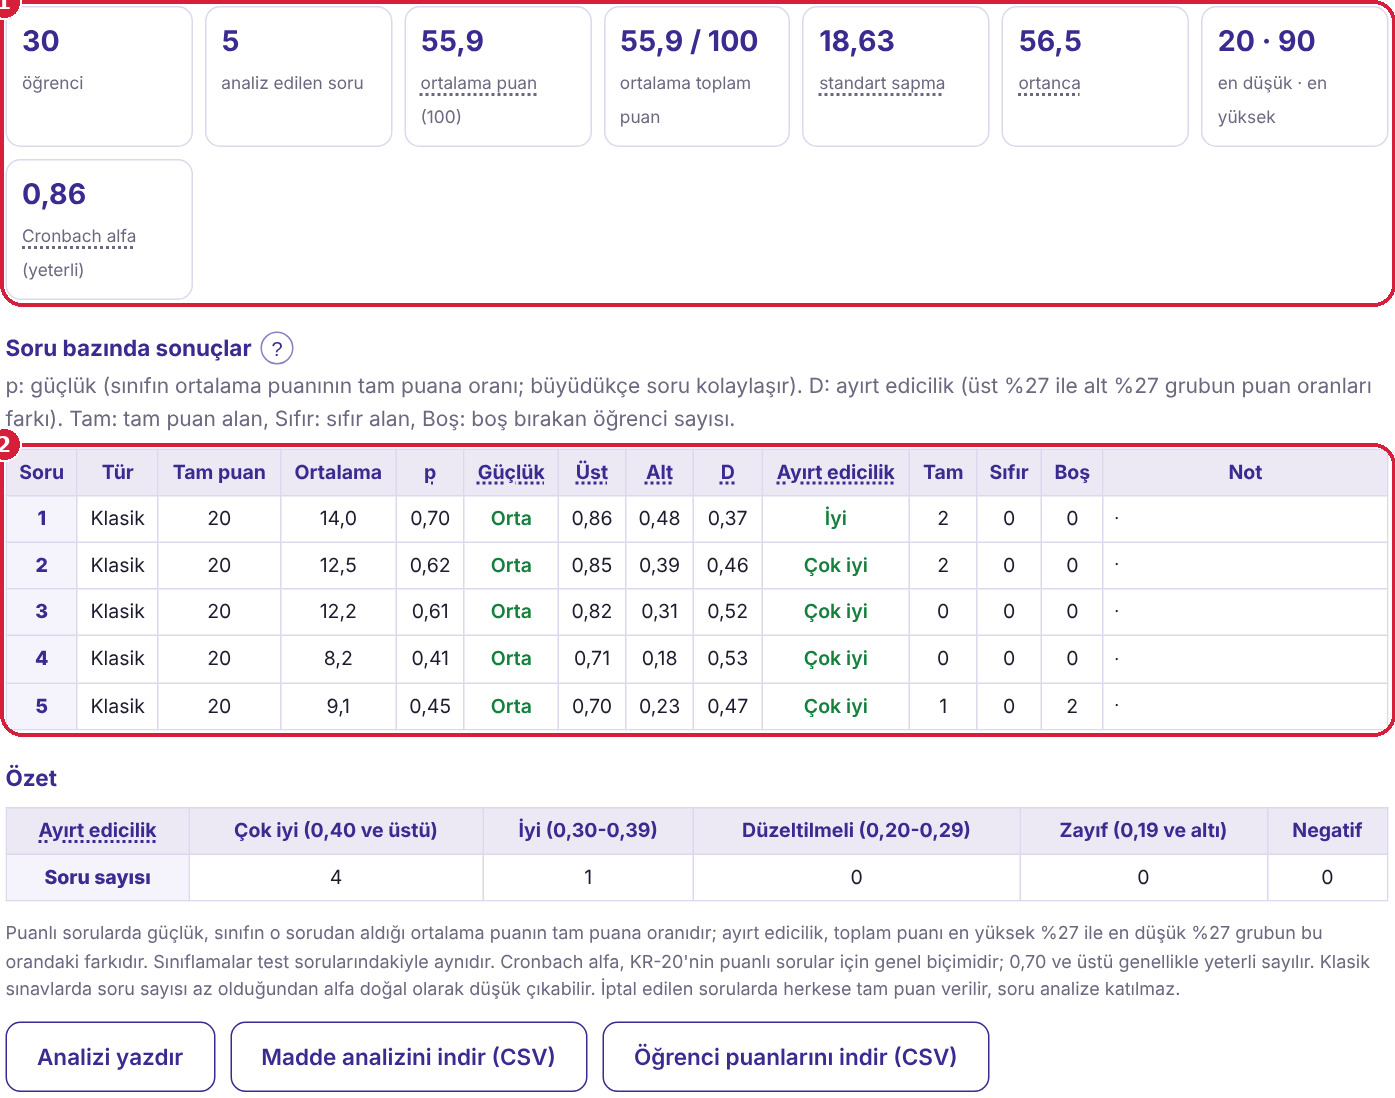 1
30
öğrenci
5
analiz edilen soru
55,9
ortalama puan
(100)
55,9 / 100
ortalama toplam
puan
18,63
standart sapma
56,5
ortanca
20 · 90
en düşük · en
yüksek
0,86
Cronbach alfa
(yeterli)
Soru bazında sonuçlar ?
p: güçlük (sınıfın ortalama puanının tam puana oranı; büyüdükçe soru kolaylaşır). D: ayırt edicilik (üst %27 ile alt %27 grubun puan oranları
farkı). Tam: tam puan alan, Sıfır: sıfır alan, Boş: boş bırakan öğrenci sayısı.
2
Soru Tür Tam puan Ortalama p Güçlük Üst Alt D Ayırt edicilik Tam Sıfır Boş Not
1 Klasik 20 14,0 0,70 Orta 0,86 0,48 0,37 İyi 2 0 0 ·
2 Klasik 20 12,5 0,62 Orta 0,85 0,39 0,46 Çok iyi 2 0 0 ·
3 Klasik 20 12,2 0,61 Orta 0,82 0,31 0,52 Çok iyi 0 0 0 ·
4 Klasik 20 8,2 0,41 Orta 0,71 0,18 0,53 Çok iyi 0 0 0 ·
5 Klasik 20 9,1 0,45 Orta 0,70 0,23 0,47 Çok iyi 1 0 2 ·
Özet
Ayırt edicilik Çok iyi (0,40 ve üstü) İyi (0,30-0,39) Düzeltilmeli (0,20-0,29) Zayıf (0,19 ve altı) Negatif
Soru sayısı 4 1 0 0 0
Puanlı sorularda güçlük, sınıfın o sorudan aldığı ortalama puanın tam puana oranıdır; ayırt edicilik, toplam puanı en yüksek %27 ile en düşük %27 grubun bu
orandaki farkıdır. Sınıflamalar test sorularındakiyle aynıdır. Cronbach alfa, KR-20'nin puanlı sorular için genel biçimidir; 0,70 ve üstü genellikle yeterli sayılır. Klasik
sınavlarda soru sayısı az olduğundan alfa doğal olarak düşük çıkabilir. İptal edilen sorularda herkese tam puan verilir, soru analize katılmaz.
Analizi yazdır
Madde analizini indir (CSV)
Öğrenci puanlarını indir (CSV)